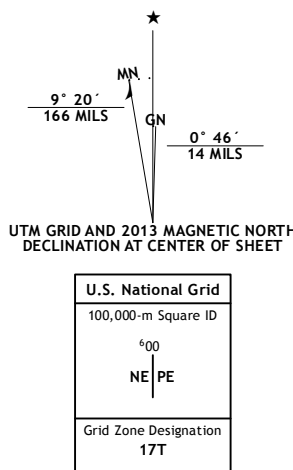 ★
MN
9° 20´
166 MILS
GN
0° 46´
14 MILS
UTM GRID AND 2013 MAGNETIC NORTH
DECLINATION AT CENTER OF SHEET
U.S. National Grid
100,000-m Square ID
⁶00
NE PE
Grid Zone Designation
17T